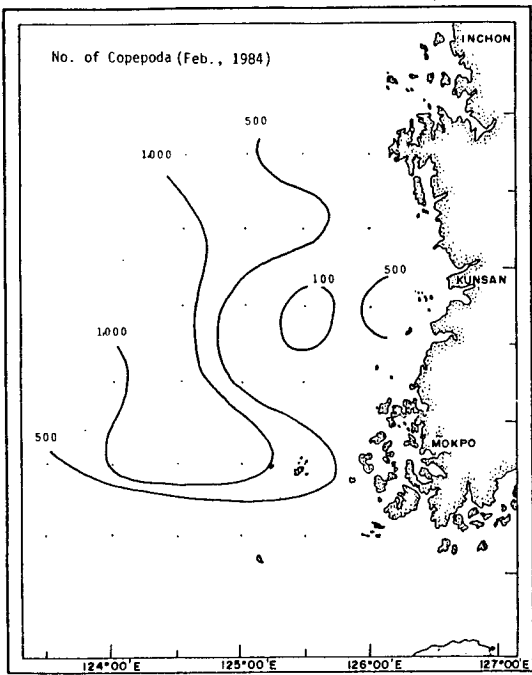 INCHON
No. of Copepoda (Feb., 1984)
500
1,000
500
100
KUNSAN
1,000
500
MOKPO
124°00'E
125°00'E
126°00'E
127°00'E